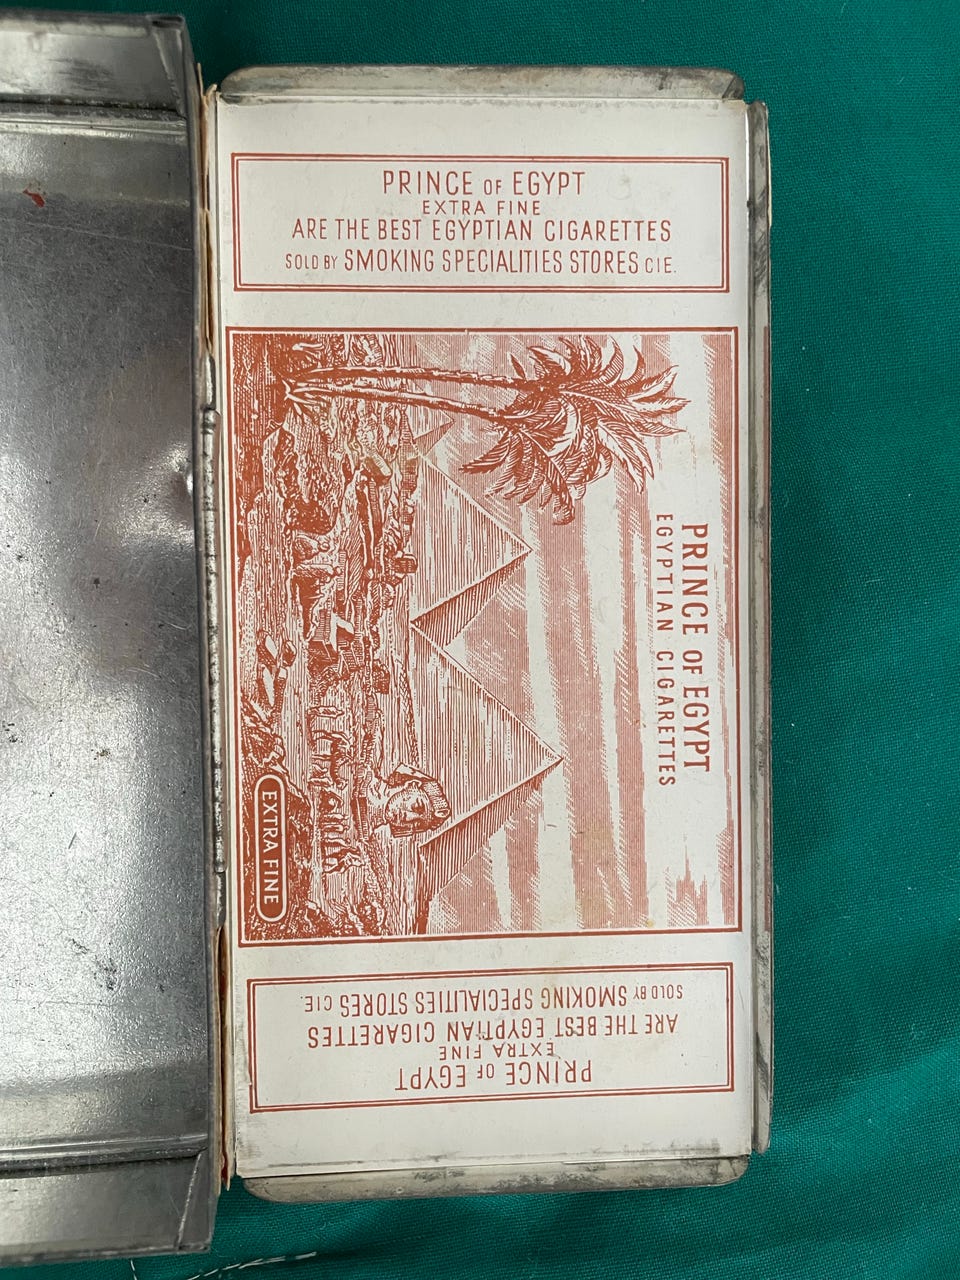 PRINCE OF EGYPT
EXTRA FINE
ARE THE BEST EGYPTIAN CIGARETTES
SOLD BY SMOKING SPECIALITIES STORES CIE.
PRINCE OF EGYPT
EGYPTIAN CIGARETTES
EXTRA FINE
PRINCE OF EGYPT
EXTRA FINE
ARE THE BEST EGYPTIAN CIGARETTES
SOLD BY SMOKING SPECIALITIES STORES CIE.